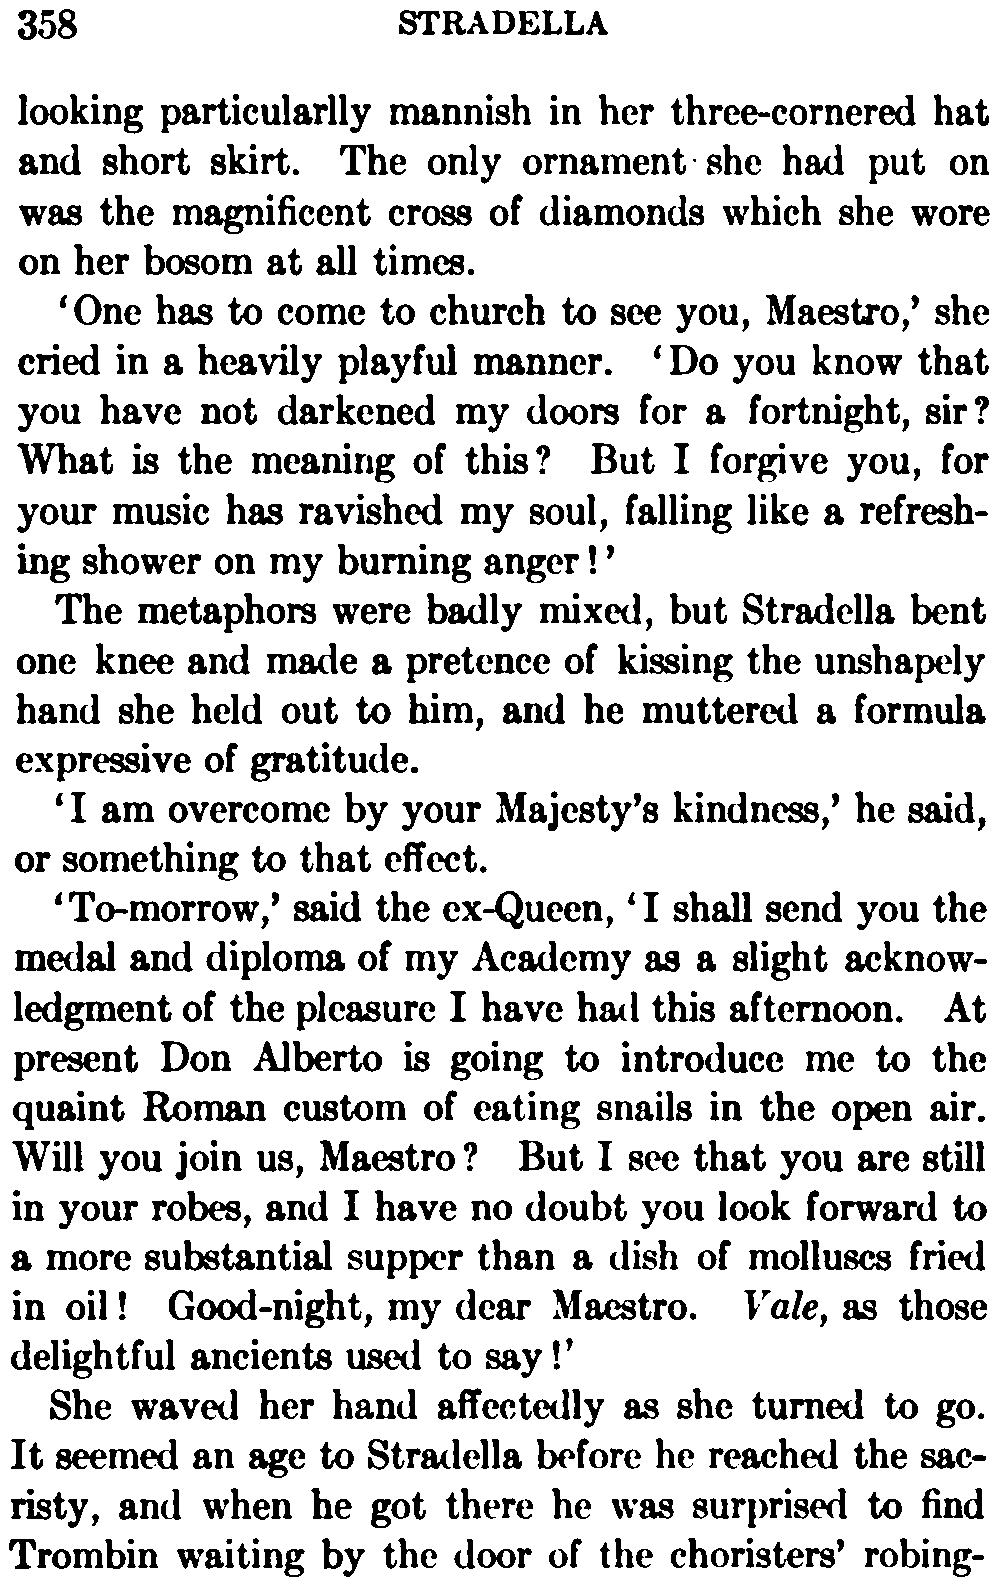 358 STRADELLA
looking particularlly mannish in her three-cornered hat
and short skirt. The only ornament she had put on
was the magnificent cross of diamonds which she wore
on her bosom at all times.
‘One has to come to church to see you, Maestro,’ she
cried in a heavily playful manner. ‘Do you know that
you have not darkened my doors for a fortnight, sir?
What is the meaning of this? But I forgive you, for
your music has ravished my soul, falling like a refresh-
ing shower on my burning anger!’
The metaphors were badly mixed, but Stradella bent
one knee and made a pretence of kissing the unshapely
hand she held out to him, and he muttered a formula
expressive of gratitude.
‘I am overcome by your Majesty’s kindness,’ he said,
or something to that effect.
‘To-morrow,’ said the ex-Queen, ‘I shall send you the
medal and diploma of my Academy as a slight acknow-
ledgment of the pleasure I have had this afternoon. At
present Don Alberto is going to introduce me to the
quaint Roman custom of eating snails in the open air.
Will you join us, Maestro? But I see that you are still
in your robes, and I have no doubt you look forward to
a more substantial supper than a dish of molluscs fried
in oil! Good-night, my dear Maestro. Vale, as those
delightful ancients used to say!’
She waved her hand affectedly as she turned to go.
It seemed an age to Stradella before he reached the sac-
risty, and when he got there he was surprised to find
Trombin waiting by the door of the choristers’ robing-